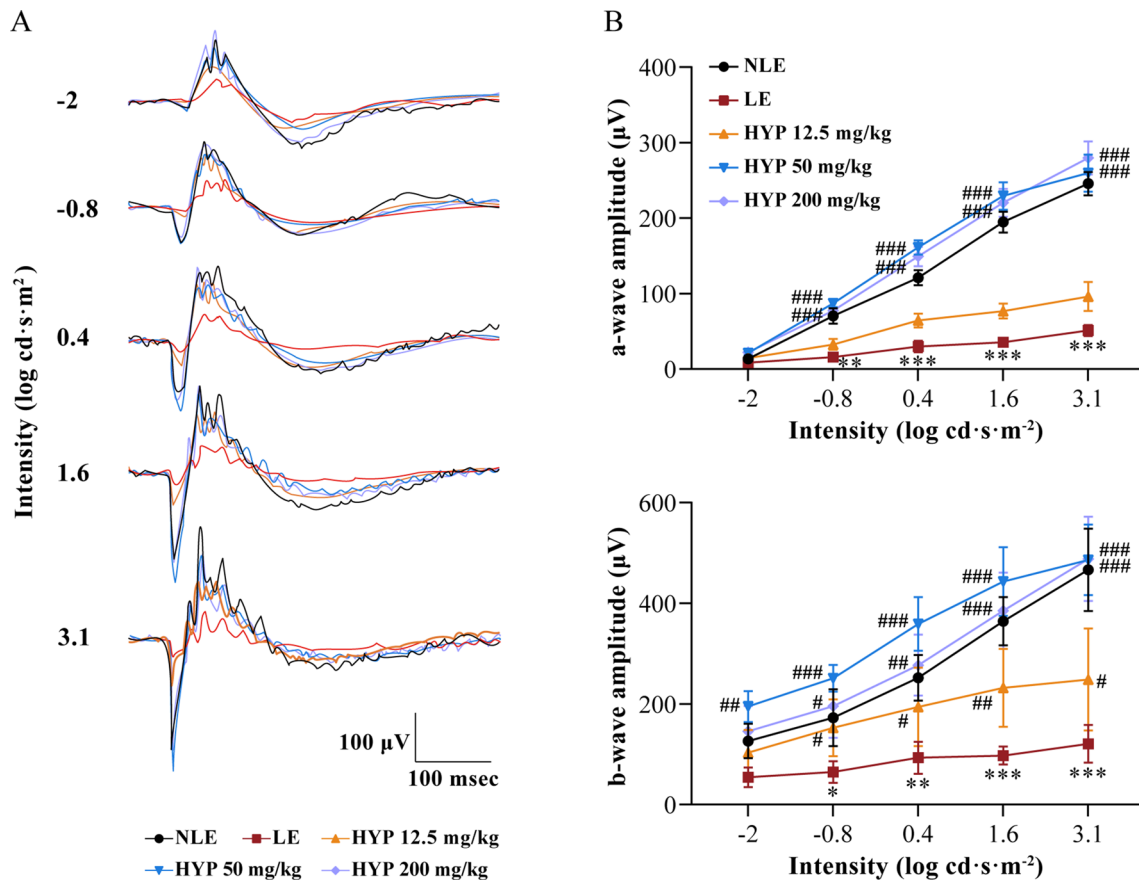 A
-2
-0.8
0.4
1.6
3.1
Intensity (log cd·s·m²)
100 μV
100 msec
NLE
LE
HYP 12.5 mg/kg
HYP 50 mg/kg
HYP 200 mg/kg
B
NLE
LE
HYP 12.5 mg/kg
HYP 50 mg/kg
HYP 200 mg/kg
a-wave amplitude (μV)
400
300
200
100
0
###
###
###
###
###
###
###
###
**
***
***
***
-2
-0.8
0.4
1.6
3.1
Intensity (log cd·s·m⁻²)
b-wave amplitude (μV)
600
400
200
0
##
###
#
#
###
##
#
###
###
##
###
###
#
*
**
***
***
-2
-0.8
0.4
1.6
3.1
Intensity (log cd·s·m⁻²)